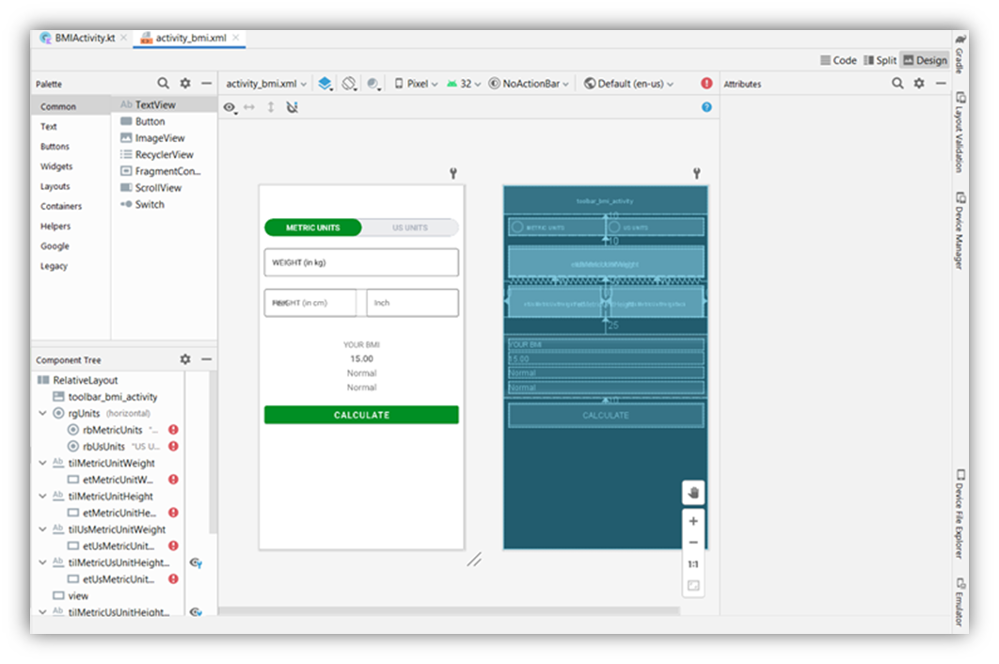 BMIActivity.kt
activity_bmi.xml
Code Split Design
Palette
activity_bmi.xml Pixel 32 NoActionBar Default (en-us)
Attributes
Common
Text
Buttons
Widgets
Layouts
Containers
Helpers
Google
Legacy
Ab TextView
Button
ImageView
RecyclerView
FragmentCon...
ScrollView
Switch
METRIC UNITS US UNITS
WEIGHT (in kg)
(in cm)
Inch
YOUR BMI
15.00
Normal
Normal
CALCULATE
toolbar_bmi_activity
10
METRIC UNITS US UNITS
10
25
YOUR BMI
15.00
Normal
Normal
CALCULATE
1:1
Component Tree
RelativeLayout
toolbar_bmi_activity
rgUnits (horizontal)
rbMetricUnits "...
rbUsUnits "US U...
Ab tilMetricUnitWeight
etMetricUnitW...
Ab tilMetricUnitHeight
etMetricUnitHe...
Ab tilUsMetricUnitWeight
etUsMetricUnit...
Ab tilMetricUsUnitHeight...
etUsMetricUnit...
view
Ab tilMetricUsUnitHeight...
Gradle
Layout Validation
Device Manager
Device File Explorer
Emulator